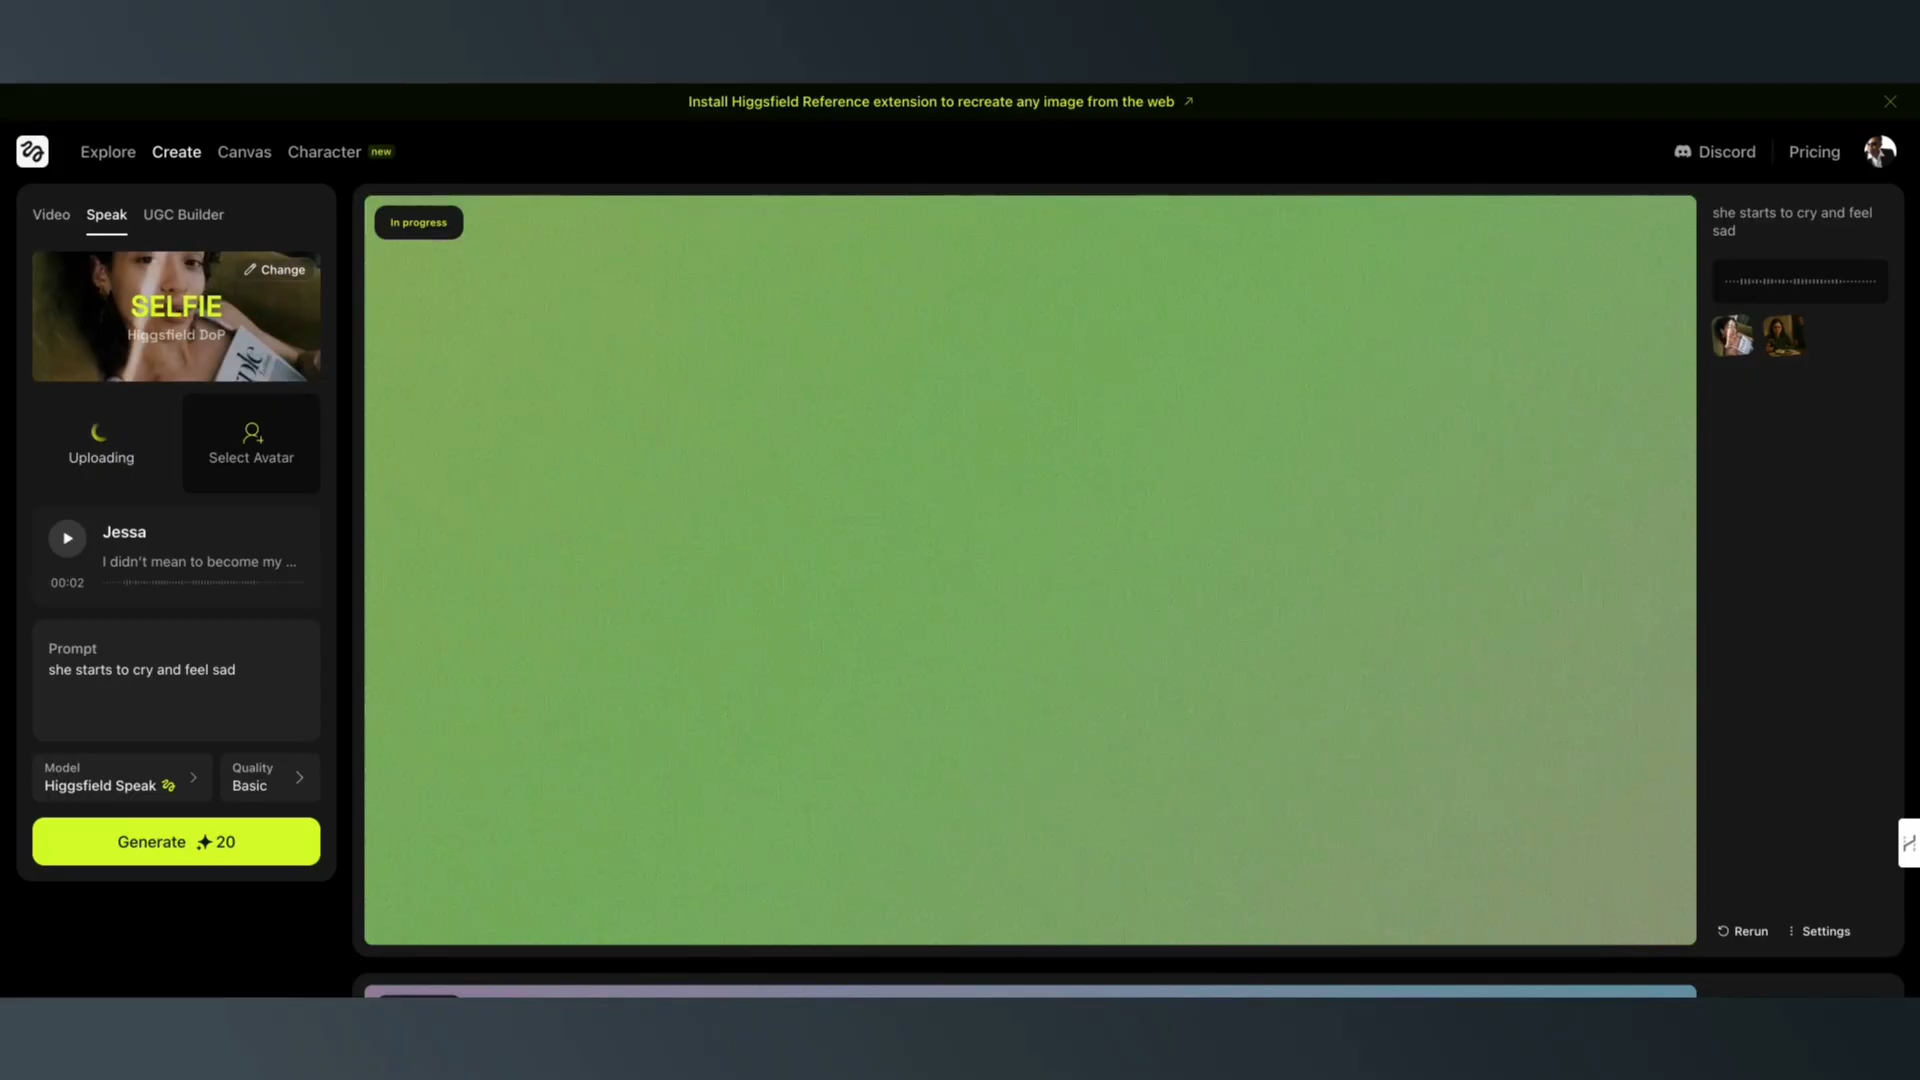 Install Higgsfield Reference extension to recreate any image from the web
Explore Create Canvas Character new
Discord Pricing
Video Speak UGC Builder
Change
SELFIE
Higgsfield DoP
Uploading
Select Avatar
Jessa
I didn't mean to become my ...
00:02
Prompt
she starts to cry and feel sad
Model
Higgsfield Speak
Quality
Basic
Generate 20
In progress
she starts to cry and feel
sad
Rerun
Settings